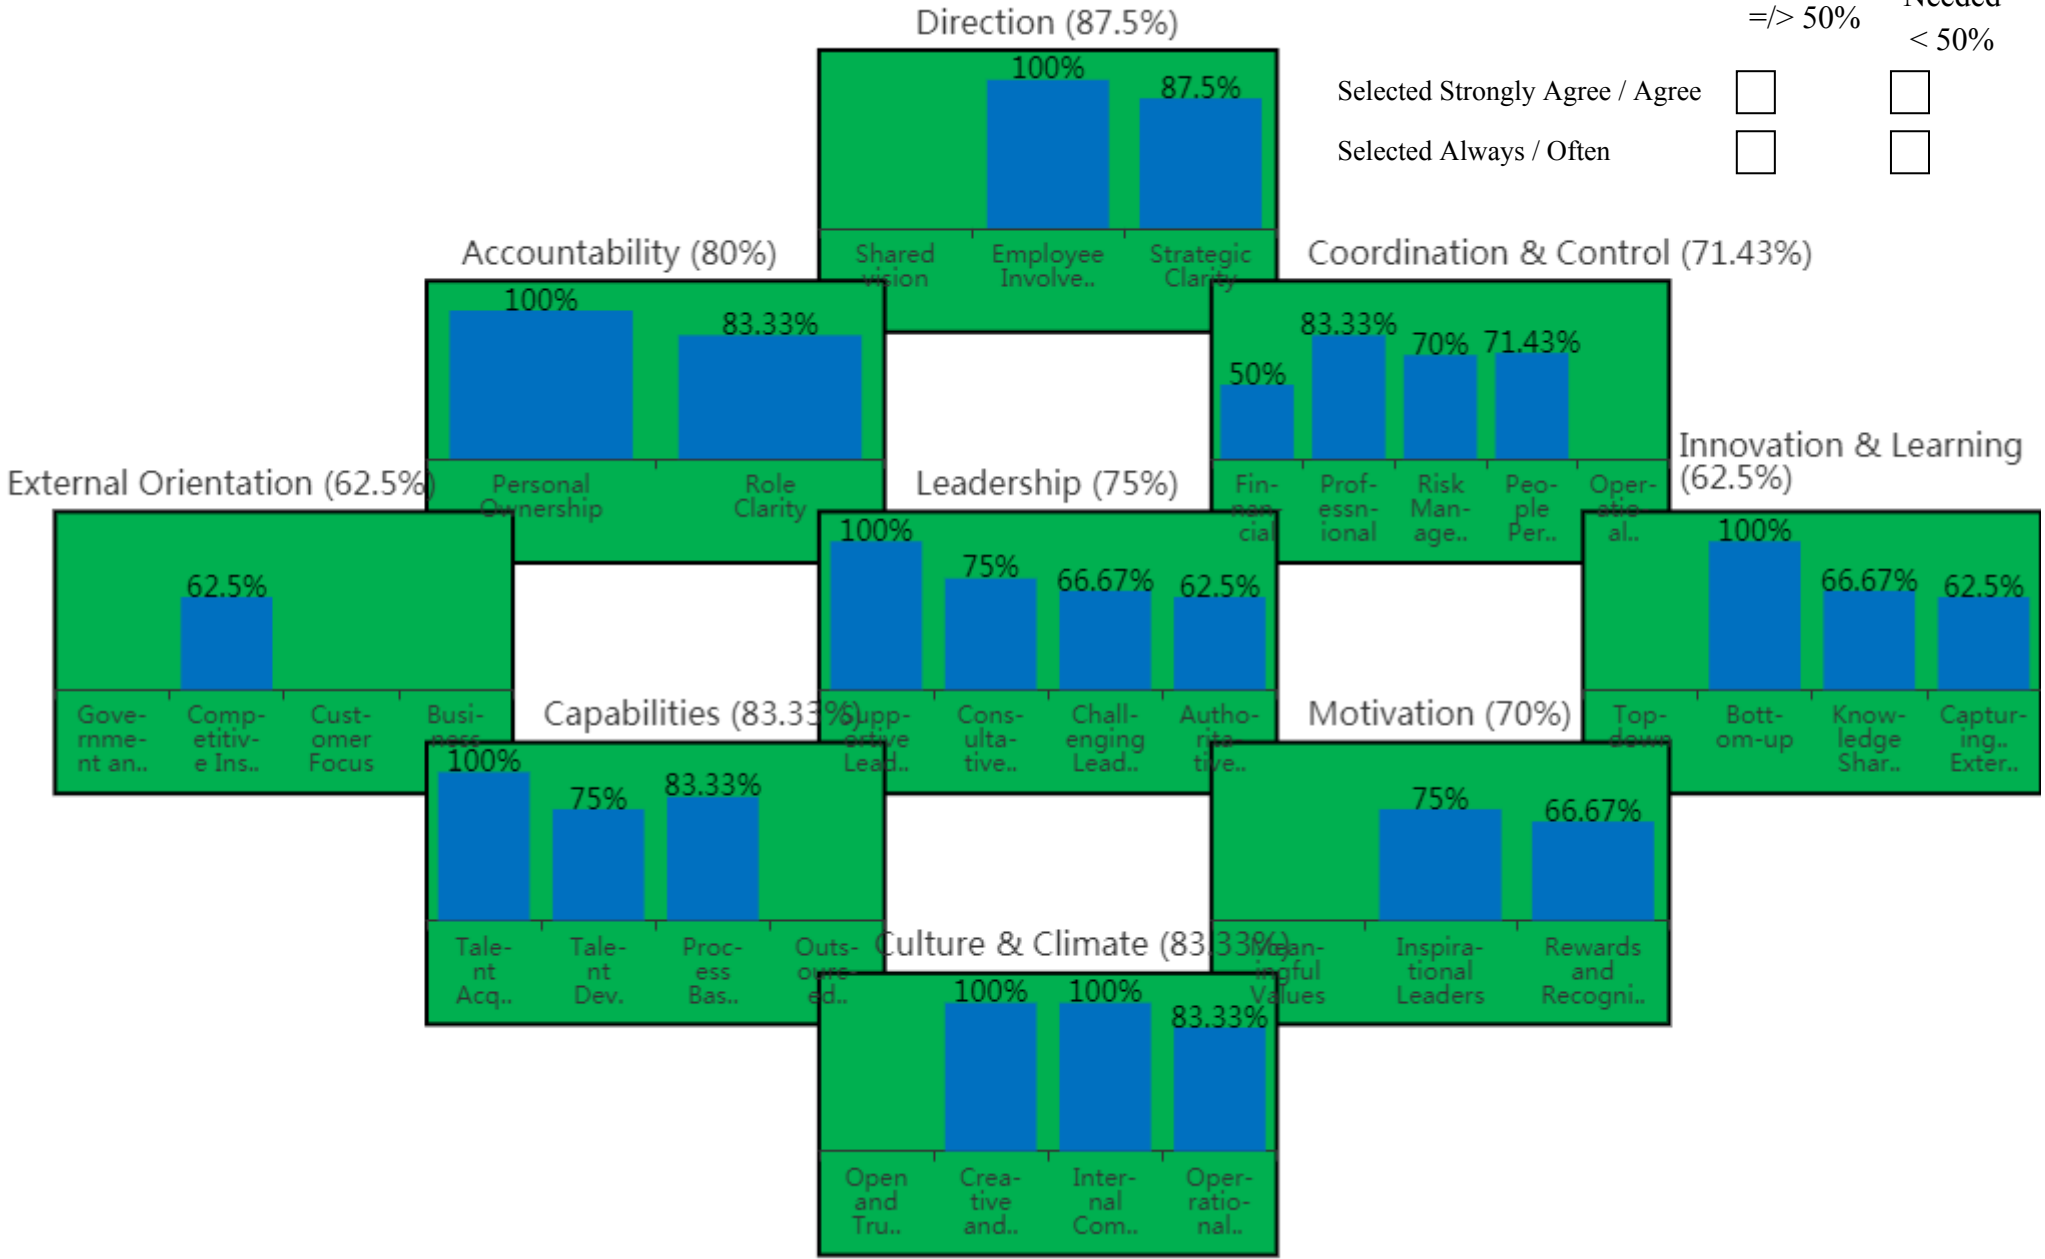 Direction (87.5%)
=/> 50%
Needed
< 50%
Selected Strongly Agree / Agree
Selected Always / Often
100%
87.5%
Shared
vision
Employee
Involve..
Strategic
Clarity
Accountability (80%)
100%
83.33%
Personal
Ownership
Role
Clarity
Coordination & Control (71.43%)
50%
83.33%
70%
71.43%
Fin-
nan-
cial
Prof-
essn-
ional
Risk
Man-
age..
Peo-
ple
Per..
Oper-
atio
al..
External Orientation (62.5%)
62.5%
Gove-
rnme-
nt an..
Comp-
etitiv-
e Ins..
Cust-
omer
Focus
Busi-
ness
Leadership (75%)
100%
75%
66.67%
62.5%
Supp-
ortive
Lead..
Cons-
ulta-
tive..
Chall-
enging
Lead..
Autho-
rita-
tive..
Innovation & Learning
(62.5%)
100%
66.67%
62.5%
Top-
down
Bott-
om-up
Know-
ledge
Shar..
Captur-
ing..
Exter..
Capabilities (83.33%)
100%
75%
83.33%
Tale-
nt
Acq..
Tale-
nt
Dev.
Proc-
ess
Bas..
Outs-
ourc-
ed..
Motivation (70%)
75%
66.67%
Mean-
ingful
Values
Inspira-
tional
Leaders
Rewards
and
Recogni..
Culture & Climate (83.33%)
100%
100%
83.33%
Open
and
Tru..
Crea-
tive
and..
Inter-
nal
Com..
Oper-
ratio-
nal..